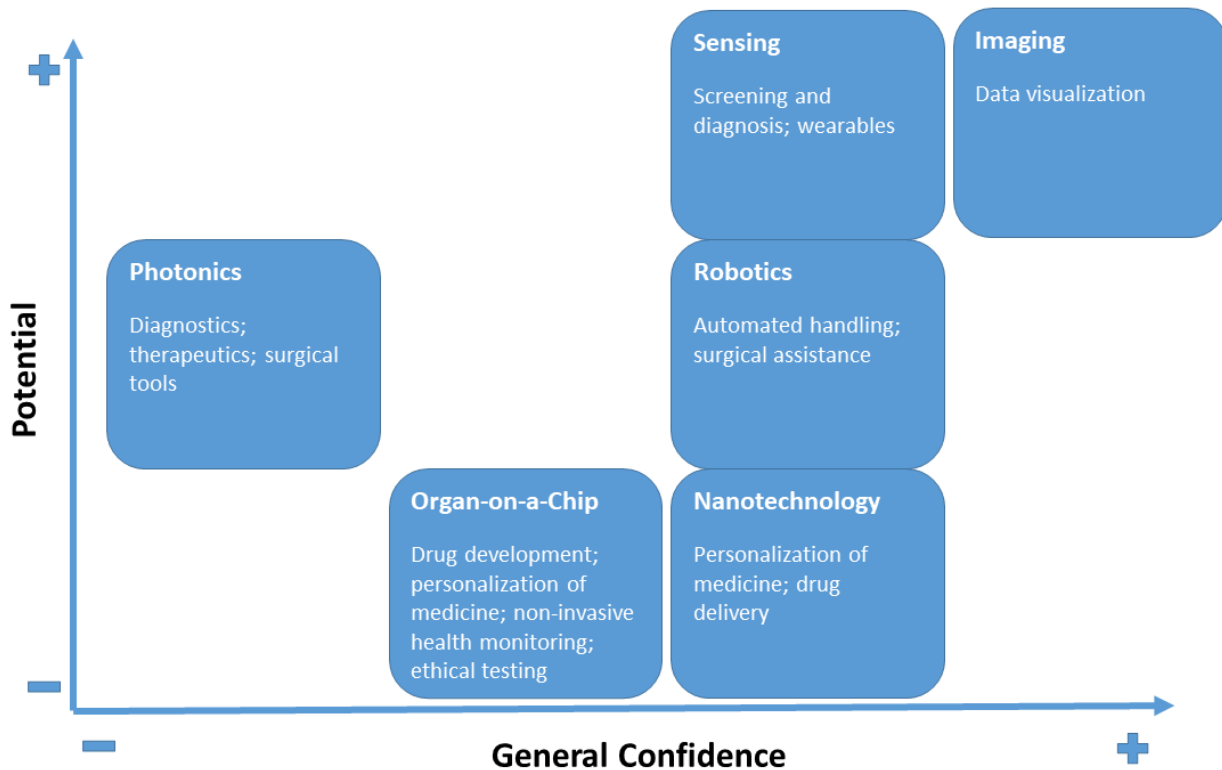 Sensing
Screening and
diagnosis; wearables
Imaging
Data visualization
Photonics
Diagnostics;
therapeutics; surgical
tools
Robotics
Automated handling;
surgical assistance
Organ-on-a-Chip
Drug development;
personalization of
medicine; non-invasive
health monitoring;
ethical testing
Nanotechnology
Personalization of
medicine; drug
delivery
Potential
General Confidence